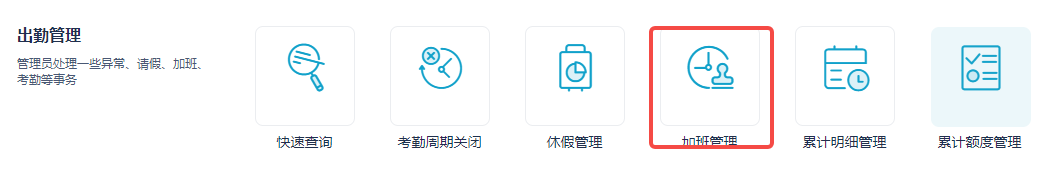 出勤管理
管理员处理一些异常、请假、加班、
考勤等事务
快速查询
考勤周期关闭
休假管理
加班管理
累计明细管理
累计额度管理